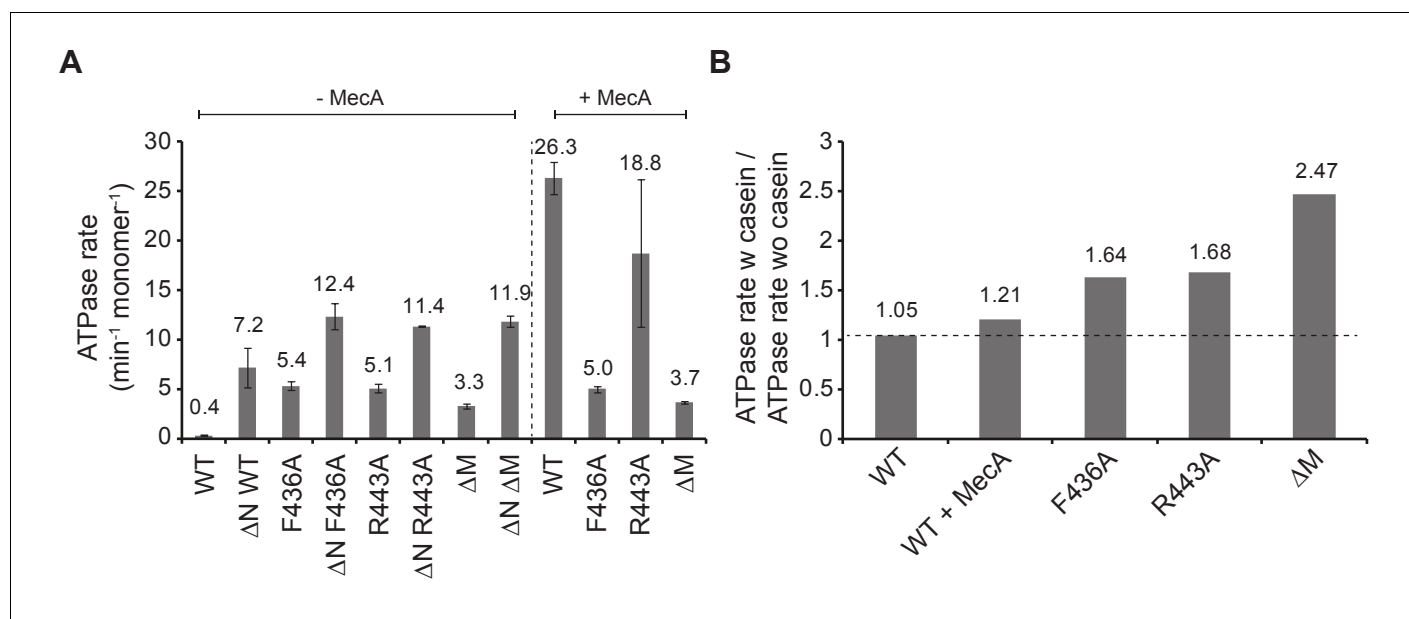 A
- MecA
+ MecA
ATPase rate
(min⁻¹ monomer⁻¹)
30
25
20
15
10
5
0
0.4
7.2
5.4
12.4
5.1
11.4
3.3
11.9
26.3
5.0
18.8
3.7
WT
ΔN WT
F436A
ΔN F436A
R443A
ΔN R443A
ΔM
ΔN ΔM
WT
F436A
R443A
ΔM
B
ATPase rate w casein /
ATPase rate wo casein
3
2.5
2
1.5
1
0.5
0
1.05
1.21
1.64
1.68
2.47
WT
WT + MecA
F436A
R443A
ΔM